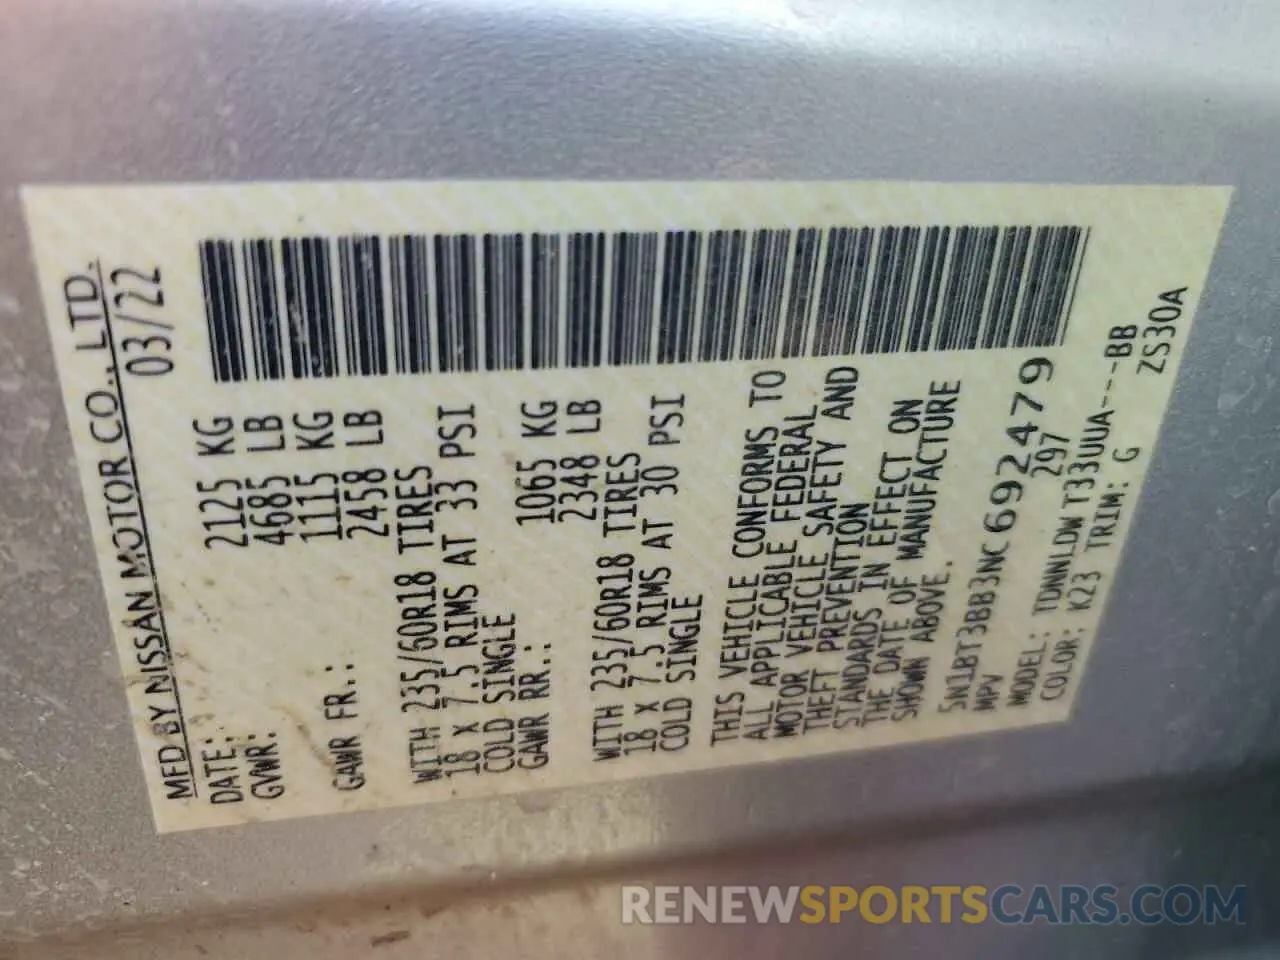 MFD BY NISSAN MOTOR CO., LTD.
DATE: 03/22
GVWR: 2125 KG
4685 LB
GAWR FR.: 1115 KG
2458 LB
WITH 235/60R18 TIRES
18 X 7.5 RIMS AT 33 PSI
COLD SINGLE
GAWR RR.: 1065 KG
2348 LB
WITH 235/60R18 TIRES
18 X 7.5 RIMS AT 30 PSI
COLD SINGLE
THIS VEHICLE CONFORMS TO
ALL APPLICABLE FEDERAL
MOTOR VEHICLE SAFETY AND
THEFT PREVENTION
STANDARDS IN EFFECT ON
THE DATE OF MANUFACTURE
SHOWN ABOVE.
5N1BT3BB3NC692479
MPV 297
MODEL: TDNNLDW T33UUA---BB
COLOR: K23 TRIM: G ZS30A
RENEWSPORTSCARS.COM